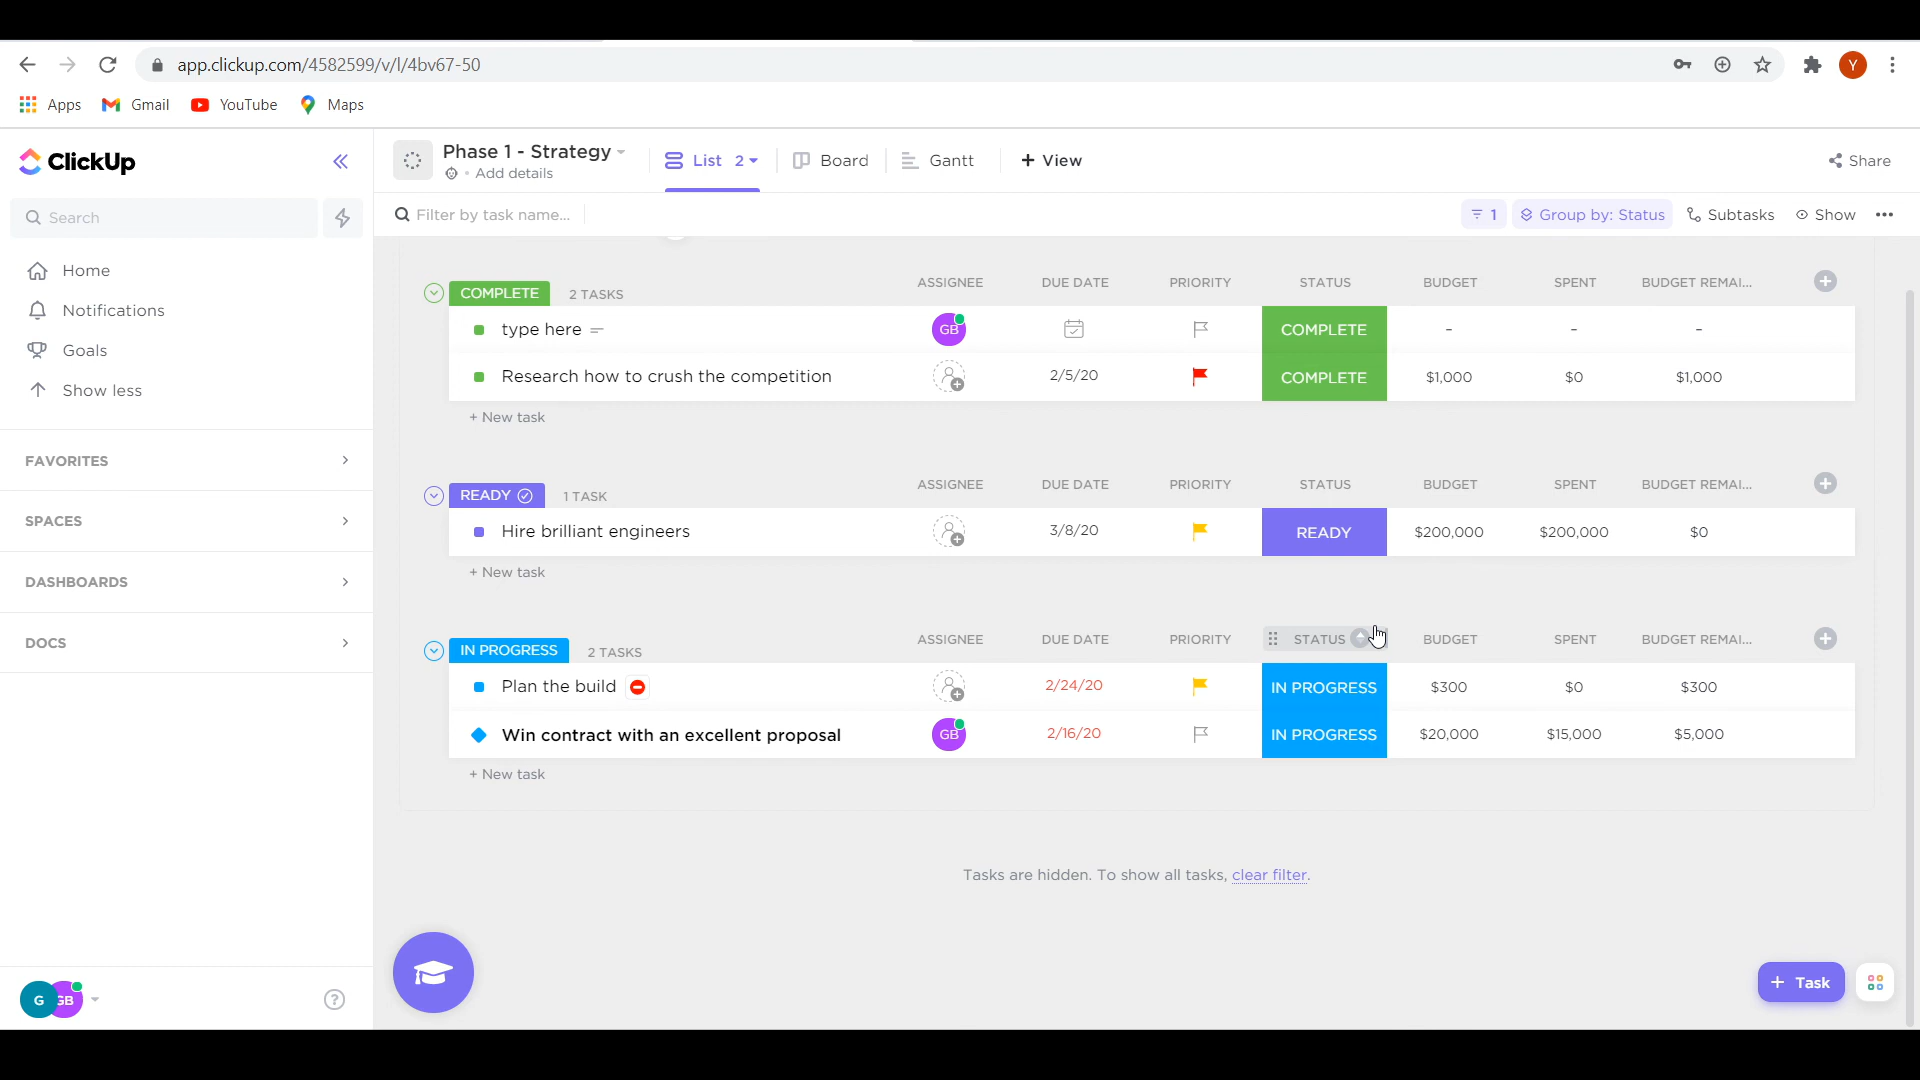 app.clickup.com/4582599/v/l/4bv67-50
Y
Apps Gmail YouTube Maps
ClickUp
Search
Home
Notifications
Goals
Show less
FAVORITES
SPACES
DASHBOARDS
DOCS
G GB
?
Phase 1 - Strategy
Add details
List 2 Board Gantt + View Share
Filter by task name... 1 Group by: Status Subtasks Show
COMPLETE 2 TASKS ASSIGNEE DUE DATE PRIORITY STATUS BUDGET SPENT BUDGET REMAI...
type here GB COMPLETE - - -
Research how to crush the competition 2/5/20 COMPLETE $1,000 $0 $1,000
+ New task
READY 1 TASK ASSIGNEE DUE DATE PRIORITY STATUS BUDGET SPENT BUDGET REMAI...
Hire brilliant engineers 3/8/20 READY $200,000 $200,000 $0
+ New task
IN PROGRESS 2 TASKS ASSIGNEE DUE DATE PRIORITY STATUS BUDGET SPENT BUDGET REMAI...
Plan the build 2/24/20 IN PROGRESS $300 $0 $300
Win contract with an excellent proposal GB 2/16/20 IN PROGRESS $20,000 $15,000 $5,000
+ New task
Tasks are hidden. To show all tasks, clear filter.
+ Task